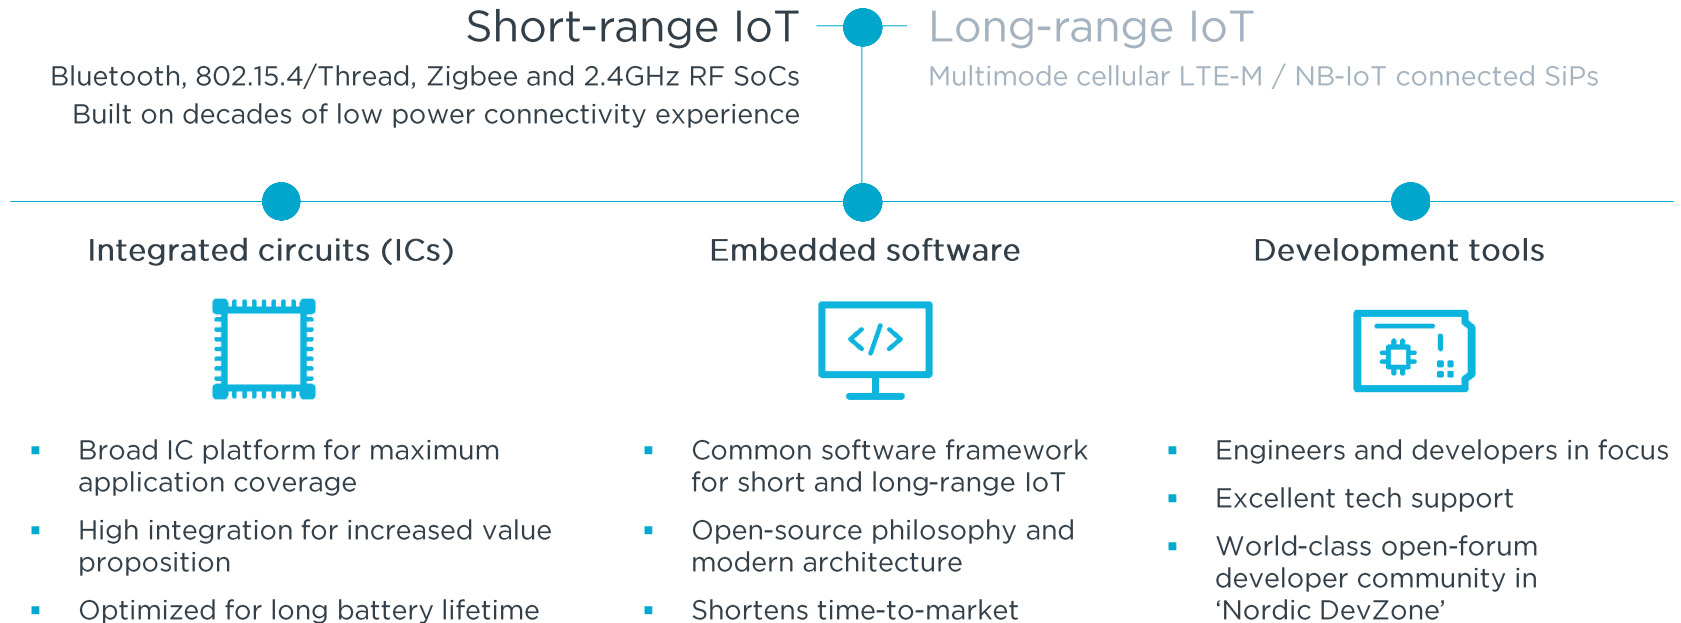 Short-range IoT
Bluetooth, 802.15.4/Thread, Zigbee and 2.4GHz RF SoCs
Built on decades of low power connectivity experience
Long-range IoT
Multimode cellular LTE-M / NB-IoT connected SiPs
Integrated circuits (ICs)
▪ Broad IC platform for maximum
application coverage
▪ High integration for increased value
proposition
▪ Optimized for long battery lifetime
Embedded software
</>
▪ Common software framework
for short and long-range IoT
▪ Open-source philosophy and
modern architecture
▪ Shortens time-to-market
Development tools
▪ Engineers and developers in focus
▪ Excellent tech support
▪ World-class open-forum
developer community in
‘Nordic DevZone’